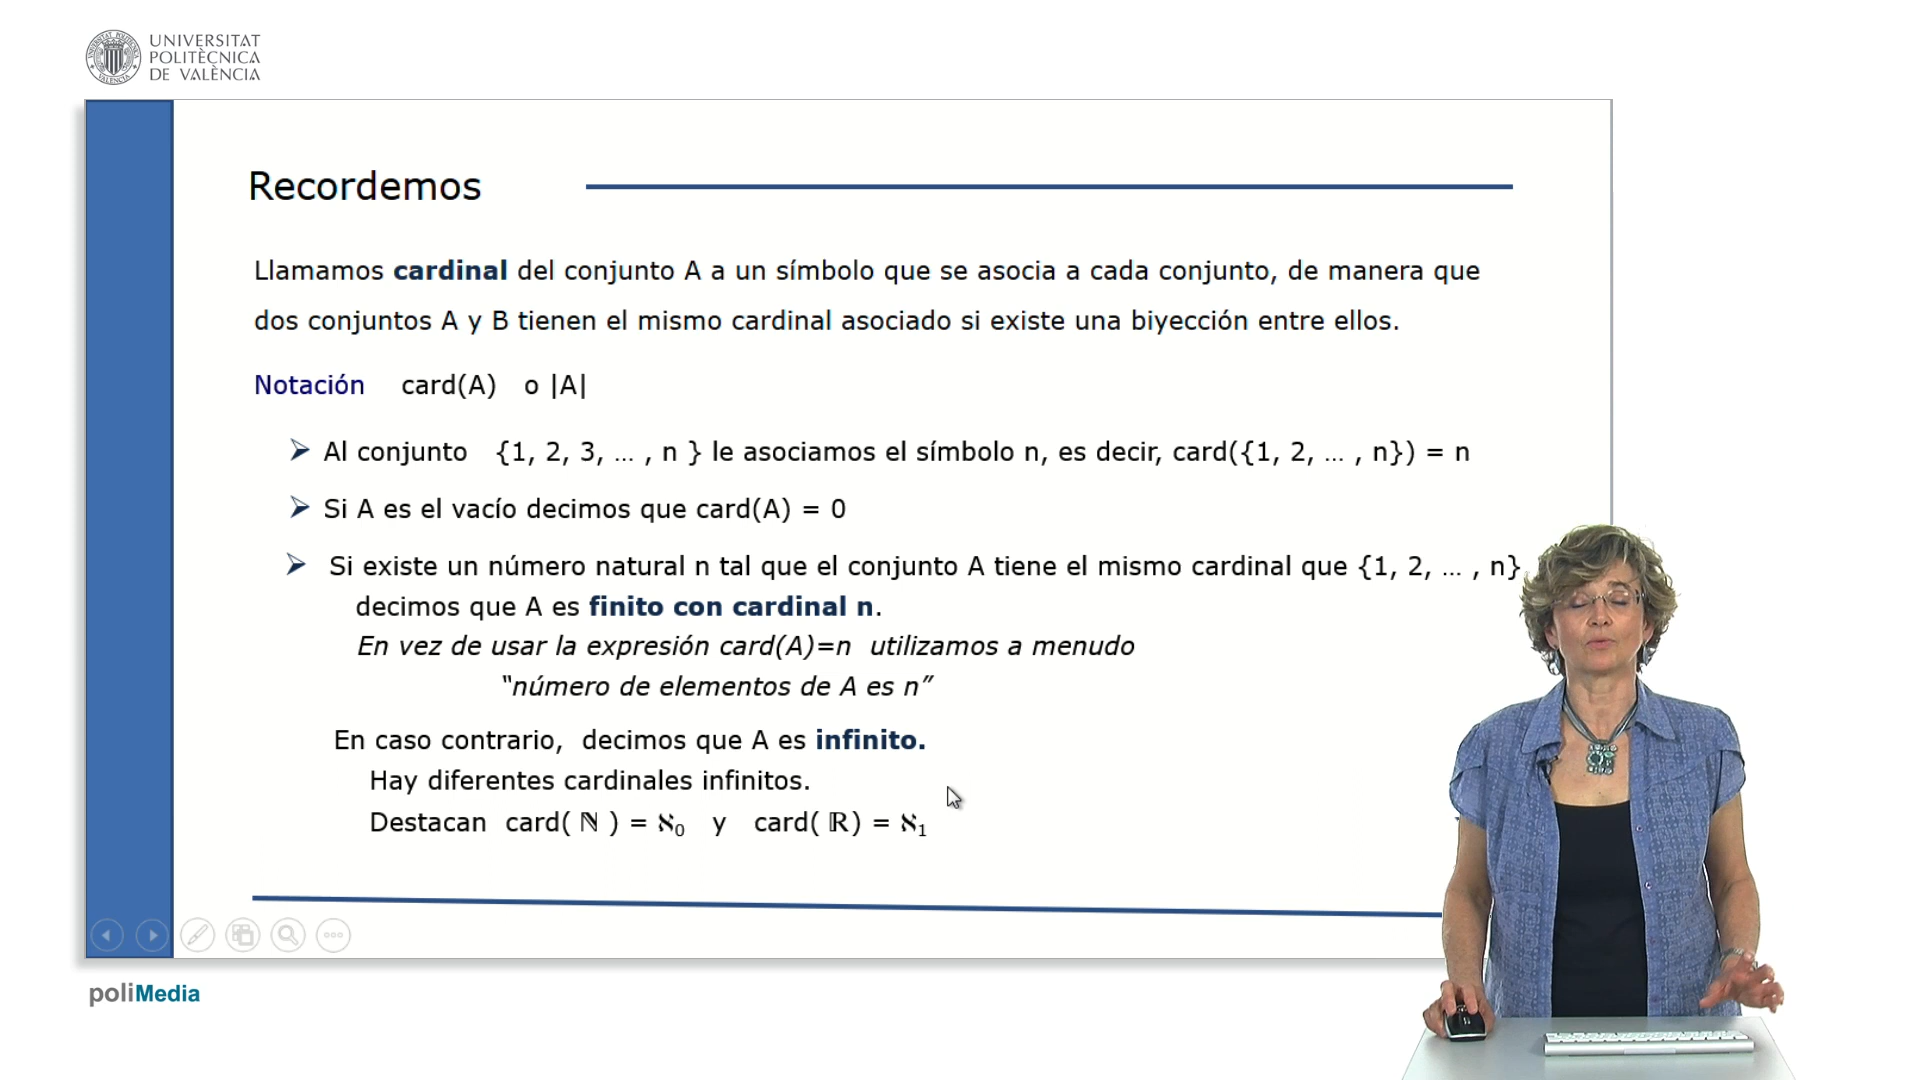 UNIVERSITAT
POLITÈCNICA
DE VALÈNCIA
Recordemos
Llamamos cardinal del conjunto A a un símbolo que se asocia a cada conjunto, de manera que
dos conjuntos A y B tienen el mismo cardinal asociado si existe una biyección entre ellos.
Notación card(A) o |A|
➢ Al conjunto {1, 2, 3, … , n } le asociamos el símbolo n, es decir, card({1, 2, … , n}) = n
➢ Si A es el vacío decimos que card(A) = 0
➢ Si existe un número natural n tal que el conjunto A tiene el mismo cardinal que {1, 2, … , n},
decimos que A es finito con cardinal n.
En vez de usar la expresión card(A)=n utilizamos a menudo
“número de elementos de A es n”
En caso contrario, decimos que A es infinito.
Hay diferentes cardinales infinitos.
Destacan card( ℕ ) = ℵ₀ y card( ℝ) = ℵ₁
poliMedia